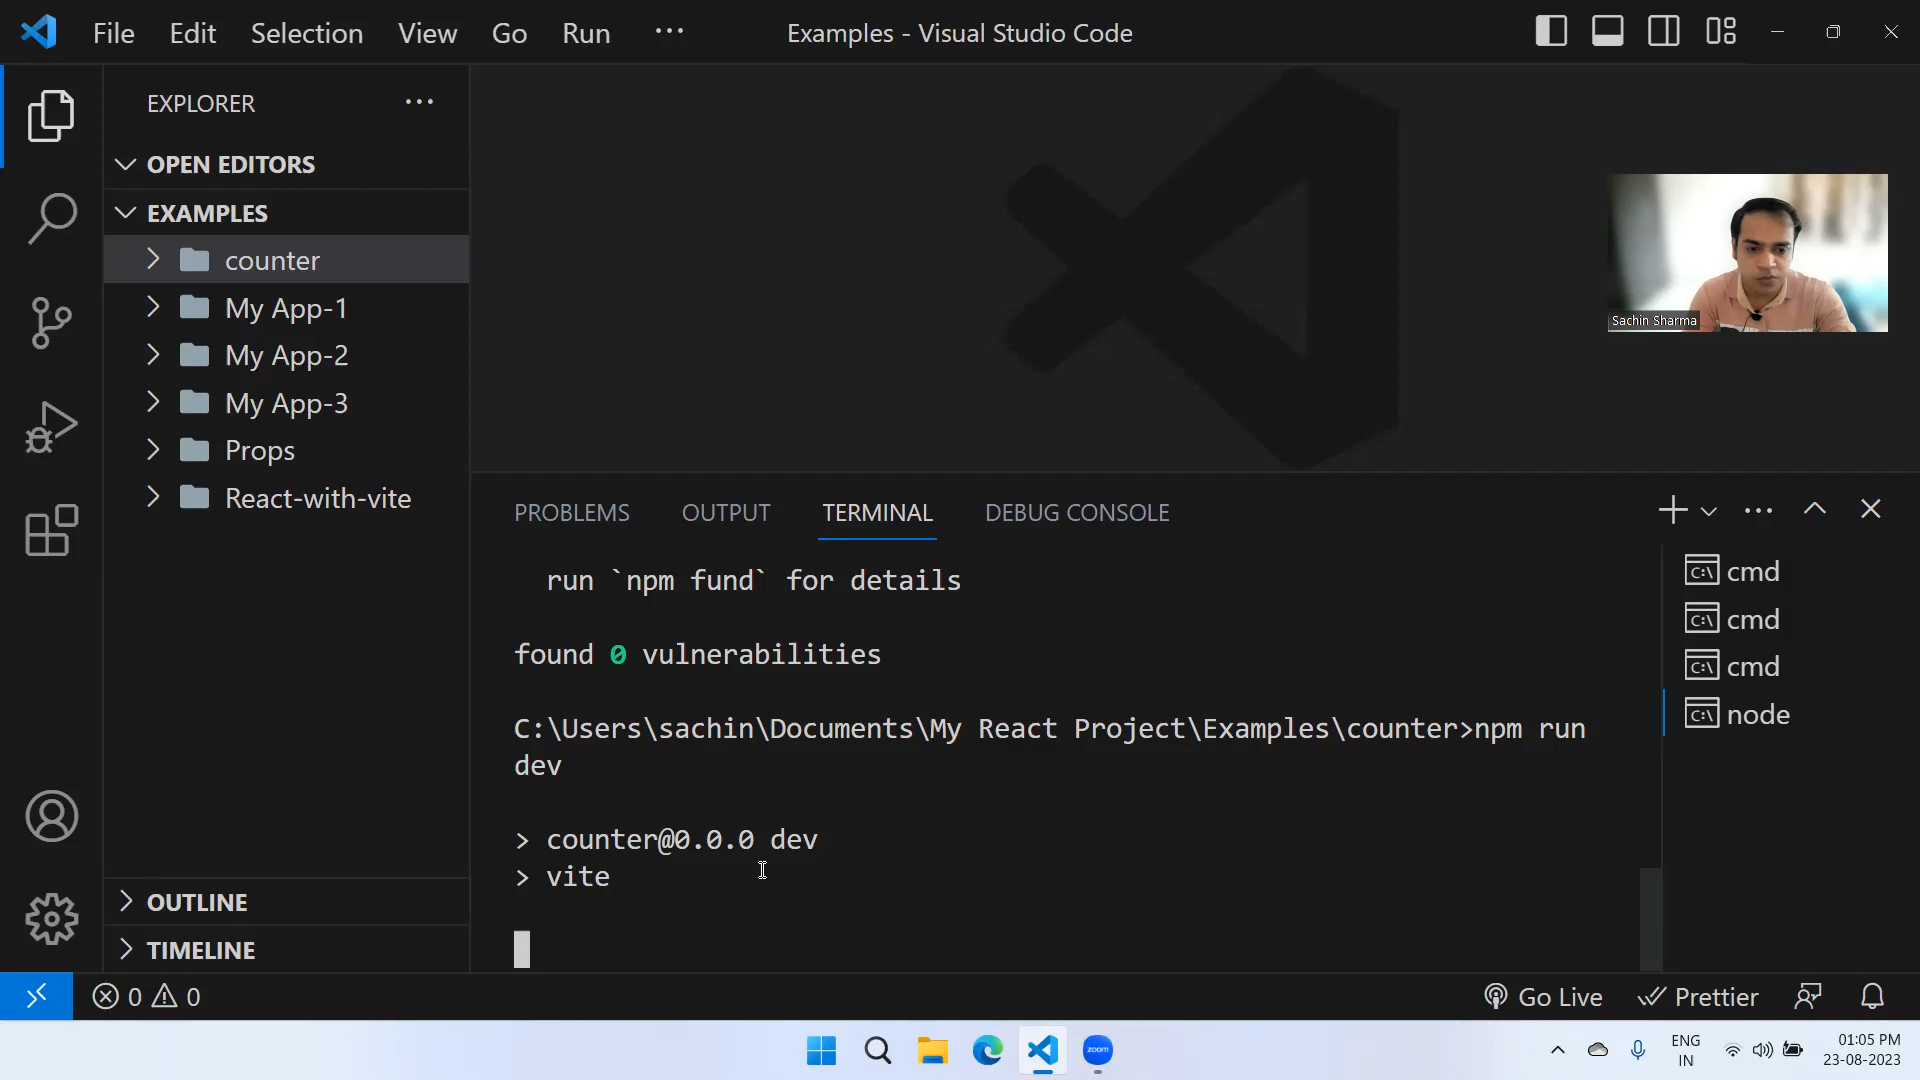 File Edit Selection View Go Run ... Examples - Visual Studio Code
EXPLORER ...
OPEN EDITORS
EXAMPLES
counter
My App-1
My App-2
My App-3
Props
React-with-vite
OUTLINE
TIMELINE
Sachin Sharma
PROBLEMS OUTPUT TERMINAL DEBUG CONSOLE
run `npm fund` for details
found 0 vulnerabilities
C:\Users\sachin\Documents\My React Project\Examples\counter>npm run
dev
> counter@0.0.0 dev
> vite
cmd
cmd
cmd
node
0 0 Go Live Prettier
zoom
ENG
IN
01:05 PM
23-08-2023